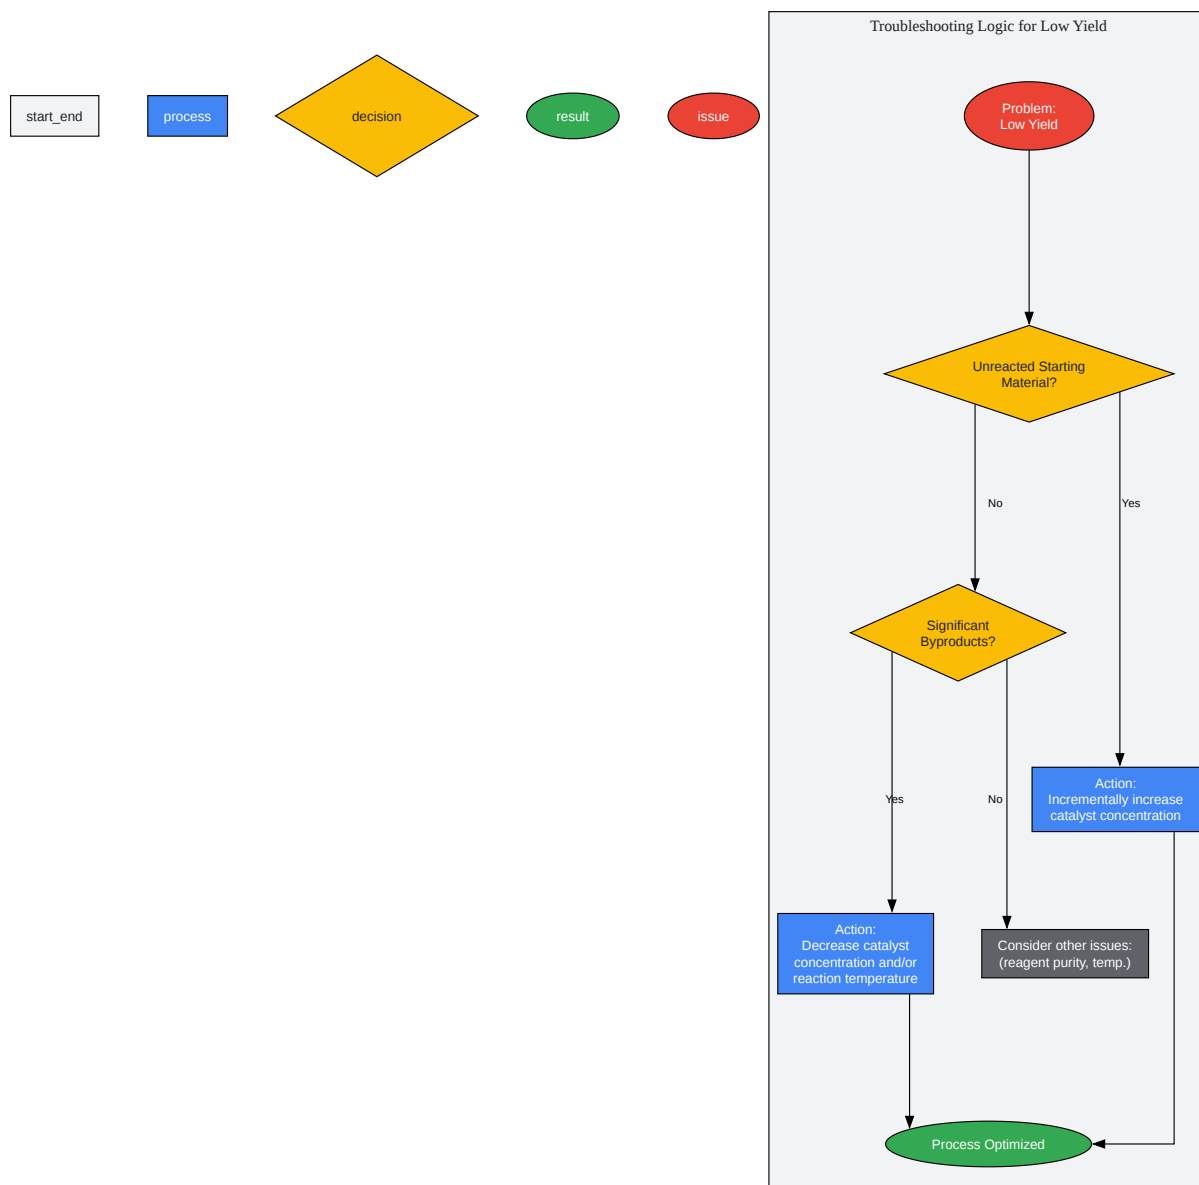 Troubleshooting Logic for Low Yield
start_end
process
decision
result
issue
Problem:
Low Yield
Unreacted Starting
Material?
No
Yes
Significant
Byproducts?
Yes
No
Action:
Incrementally increase
catalyst concentration
Action:
Decrease catalyst
concentration and/or
reaction temperature
Consider other issues:
(reagent purity, temp.)
Process Optimized